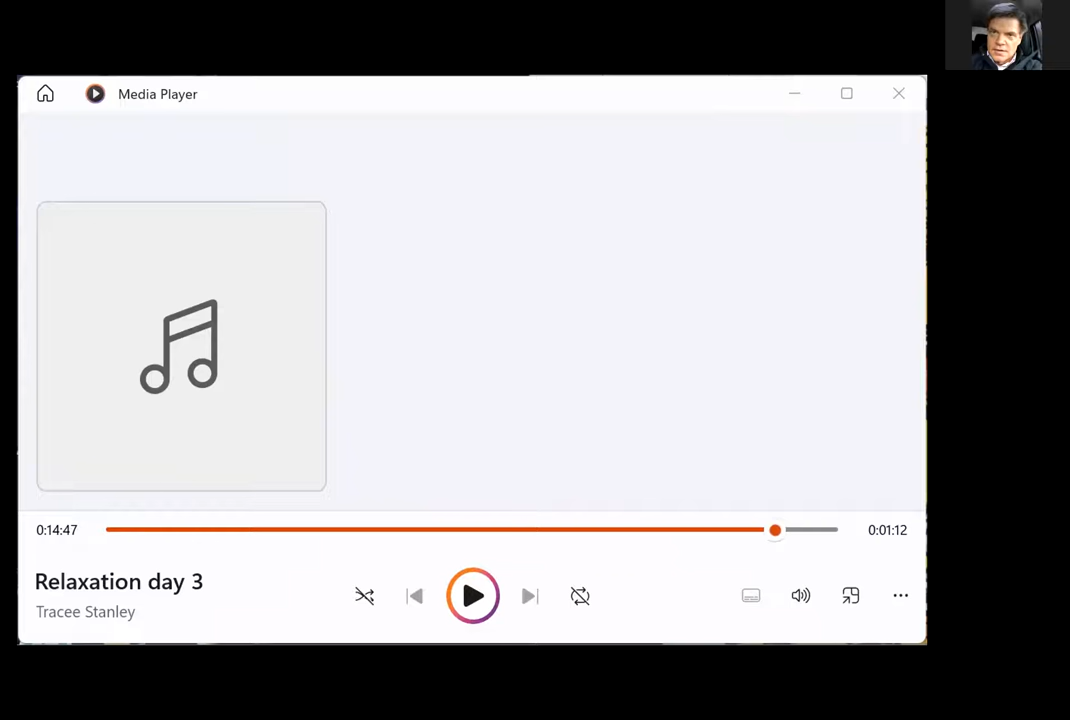 Media Player
0:14:47
0:01:12
Relaxation day 3
Tracee Stanley